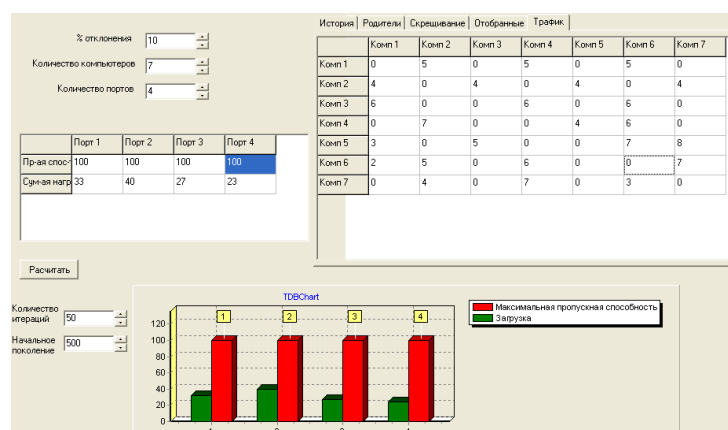 История Родители Скрещивание Отобранные Трафик
% отклонения 10
Количество компьютеров 7
Количество портов 4
Комп 1 Комп 2 Комп 3 Комп 4 Комп 5 Комп 6 Комп 7
Комп 1 0 5 0 5 0 5 0
Комп 2 4 0 4 0 4 0 4
Комп 3 6 0 0 6 0 6 0
Комп 4 0 7 0 0 4 6 0
Комп 5 3 0 5 0 0 7 8
Комп 6 2 5 0 6 0 0 7
Комп 7 0 4 0 7 0 3 0
Порт 1 Порт 2 Порт 3 Порт 4
Пр-ая спос- 100 100 100 100
Сум-ая нагр 33 40 27 23
Расчитать
Количество итераций 50
Начальное поколение 500
TDBChart
1 2 3 4
120
100
80
60
40
20
0
Максимальная пропускная способность
Загрузка